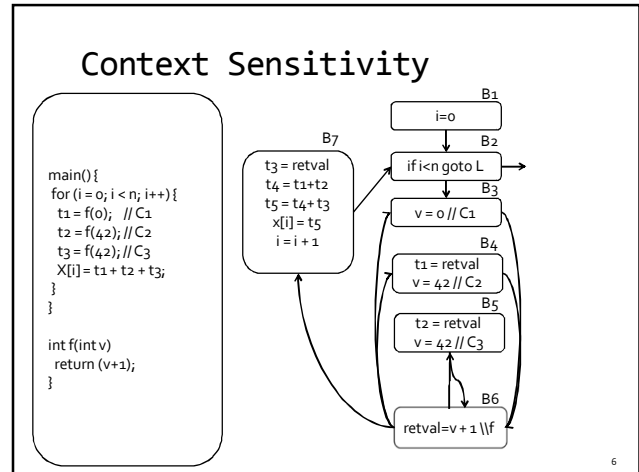 Context Sensitivity
main() {
for (i = 0; i < n; i++) {
t1 = f(0); // C1
t2 = f(42); // C2
t3 = f(42); // C3
X[i] = t1 + t2 + t3;
}
}
int f(int v)
return (v+1);
}
B1
i=0
B2
if i<n goto L
B3
v = 0 // C1
B4
t1 = retval
v = 42 // C2
B5
t2 = retval
v = 42 // C3
B6
retval=v + 1 \\f
B7
t3 = retval
t4 = t1+t2
t5 = t4+ t3
x[i] = t5
i = i + 1
6